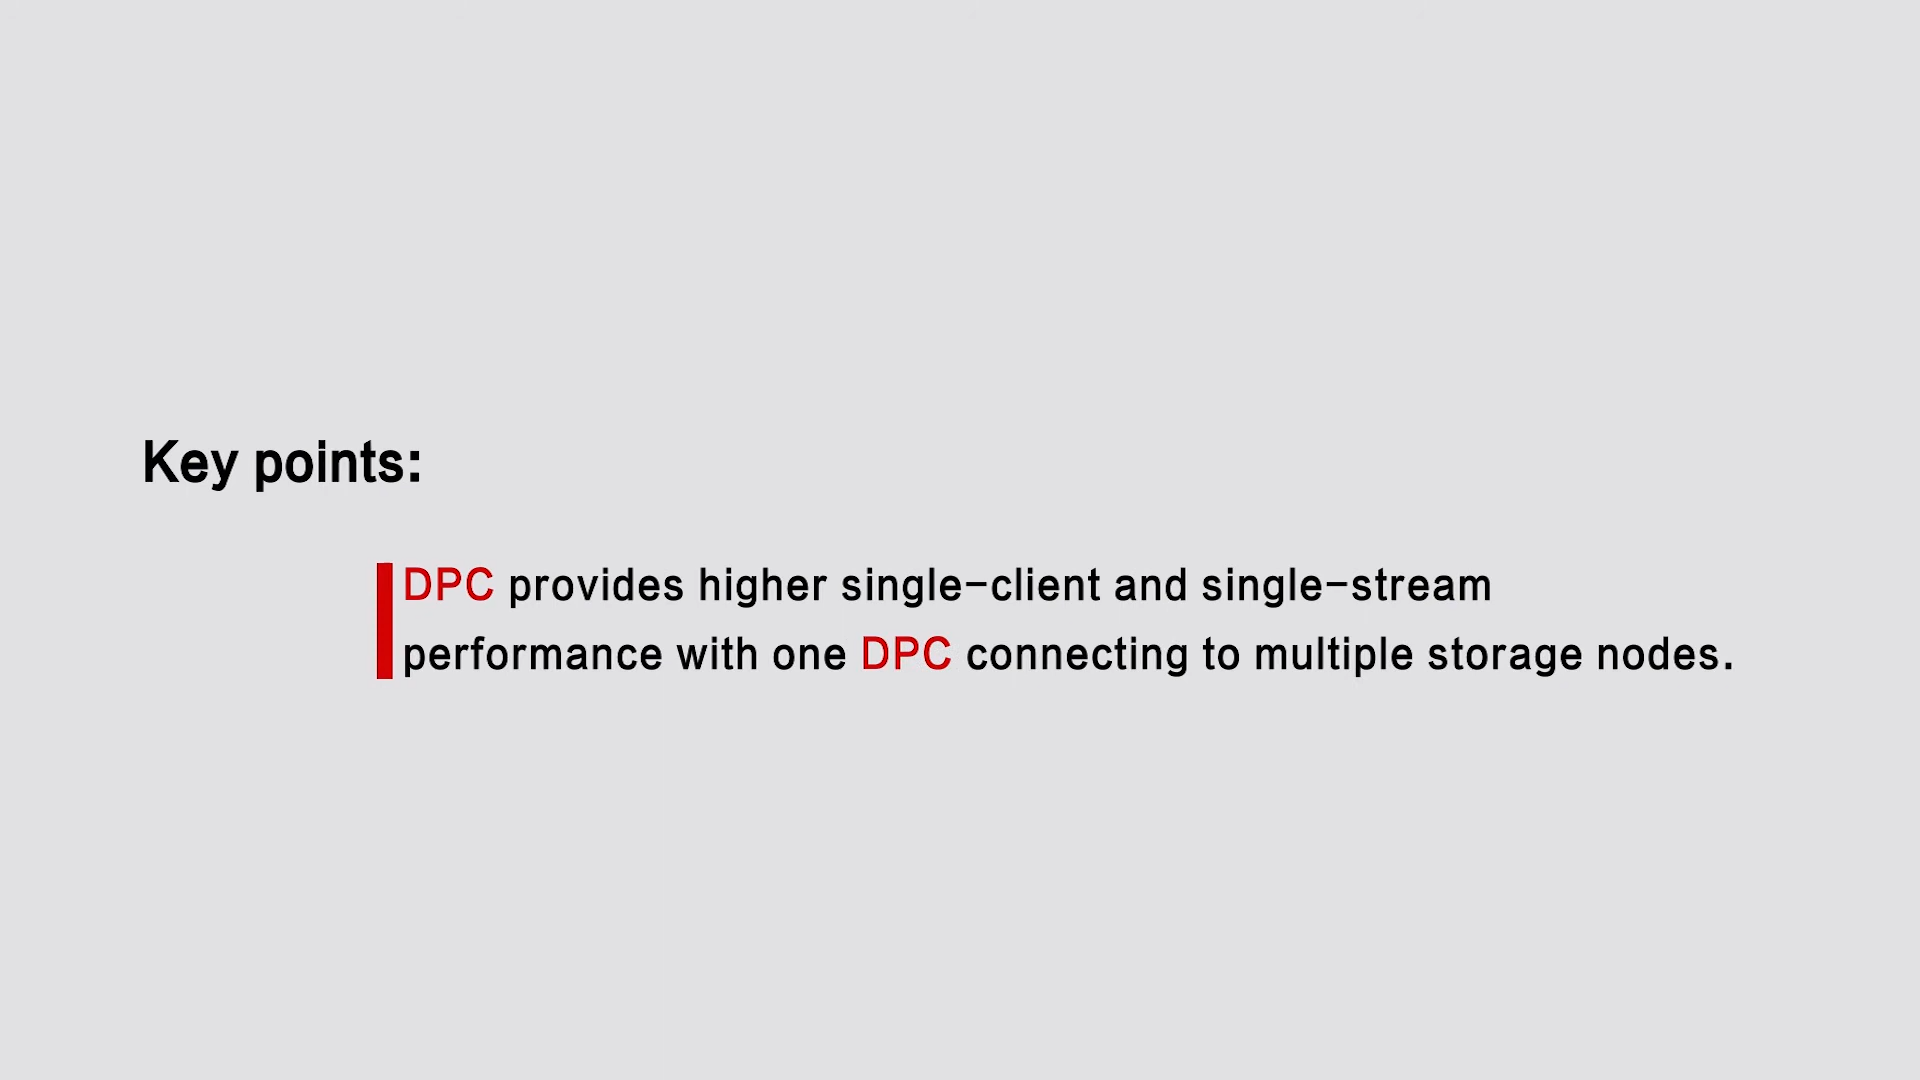 Key points:
DPC provides higher single-client and single-stream
performance with one DPC connecting to multiple storage nodes.